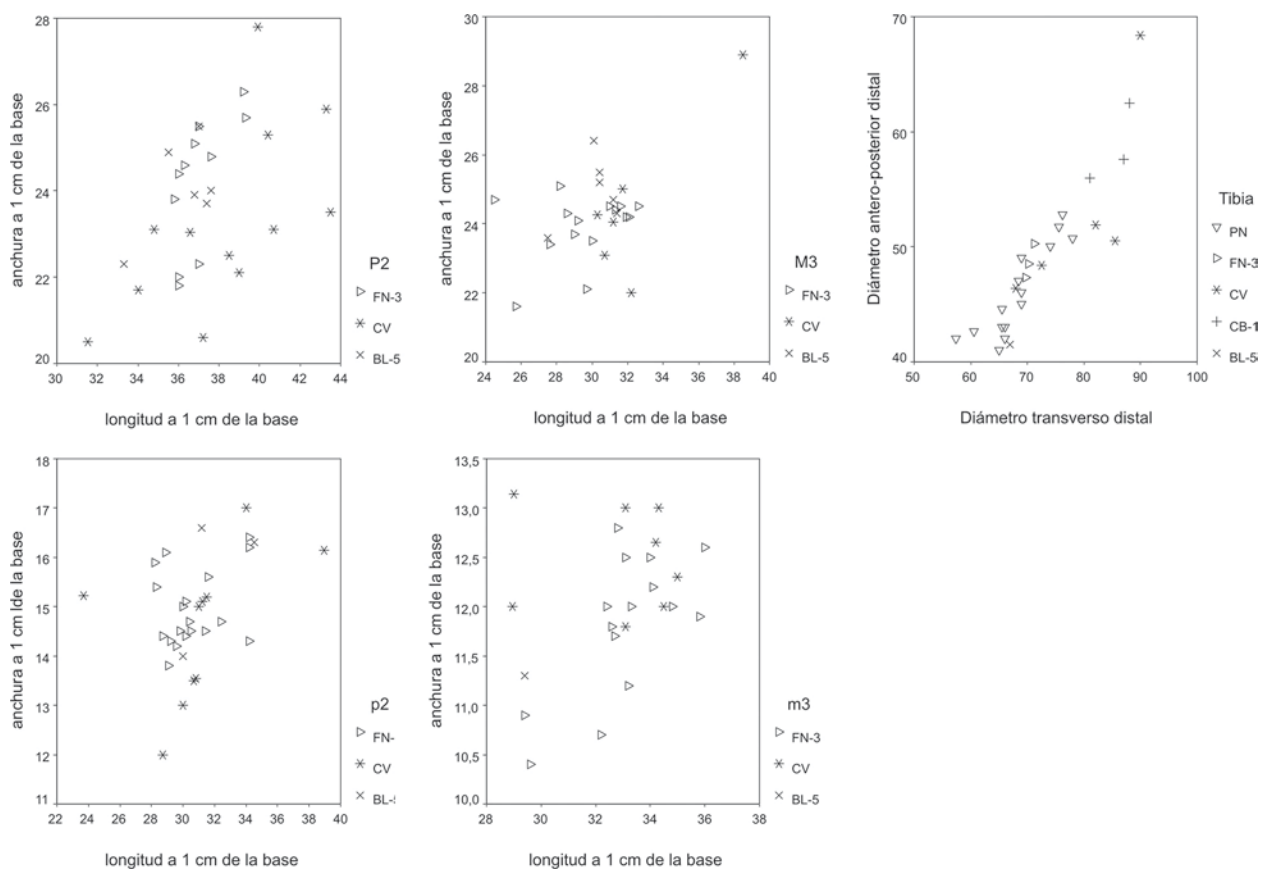 28
26
24
22
20
anchura a 1 cm de la base
30 32 34 36 38 40 42 44
longitud a 1 cm de la base
P2
FN-3
CV
BL-5
30
28
26
24
22
20
anchura a 1 cm de la base
24 26 28 30 32 34 36 38 40
longitud a 1 cm de la base
M3
FN-3
CV
BL-5
70
60
50
40
Diámetro antero-posterior distal
50 60 70 80 90 100
Diámetro transverso distal
Tibia
PN
FN-3
CV
CB-1
BL-5
18
17
16
15
14
13
12
11
anchura a 1 cm lde la base
22 24 26 28 30 32 34 36 38 40
longitud a 1 cm de la base
p2
FN-
CV
BL-
13,5
13,0
12,5
12,0
11,5
11,0
10,5
10,0
anchura a 1 cm de la base
28 30 32 34 36 38
longitud a 1 cm de la base
m3
FN-3
CV
BL-5